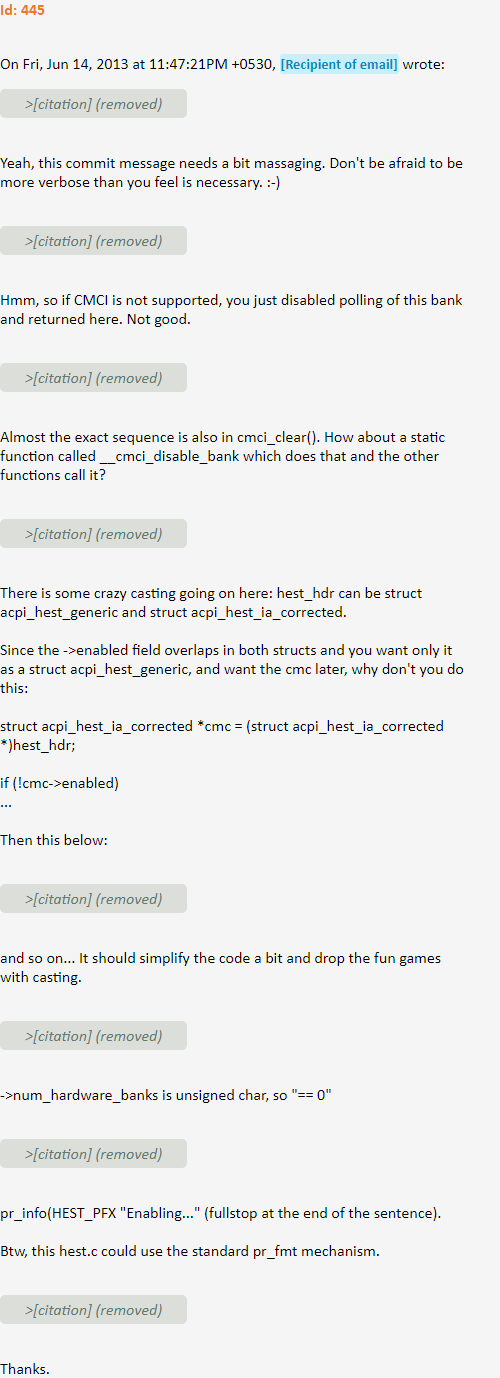 Id: 445
On Fri, Jun 14, 2013 at 11:47:21PM +0530, [Recipient of email] wrote:
>[citation] (removed)
Yeah, this commit message needs a bit massaging. Don't be afraid to be
more verbose than you feel is necessary. :-)
>[citation] (removed)
Hmm, so if CMCI is not supported, you just disabled polling of this bank
and returned here. Not good.
>[citation] (removed)
Almost the exact sequence is also in cmci_clear(). How about a static
function called __cmci_disable_bank which does that and the other
functions call it?
>[citation] (removed)
There is some crazy casting going on here: hest_hdr can be struct
acpi_hest_generic and struct acpi_hest_ia_corrected.
Since the ->enabled field overlaps in both structs and you want only it
as a struct acpi_hest_generic, and want the cmc later, why don't you do
this:
struct acpi_hest_ia_corrected *cmc = (struct acpi_hest_ia_corrected
*)hest_hdr;
if (!cmc->enabled)
...
Then this below:
>[citation] (removed)
and so on... It should simplify the code a bit and drop the fun games
with casting.
>[citation] (removed)
->num_hardware_banks is unsigned char, so "== 0"
>[citation] (removed)
pr_info(HEST_PFX "Enabling..." (fullstop at the end of the sentence).
Btw, this hest.c could use the standard pr_fmt mechanism.
>[citation] (removed)
Thanks.